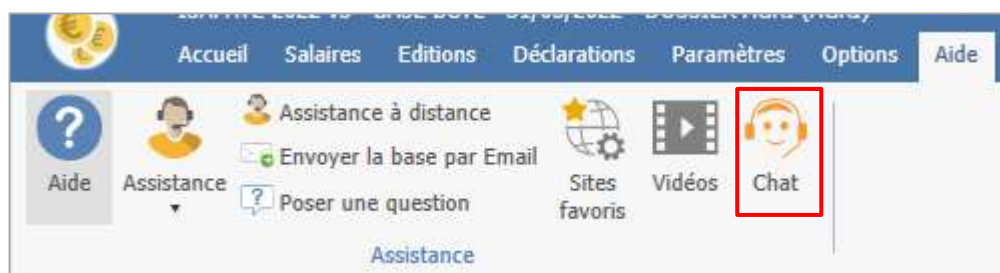 Accueil Salaires Editions Déclarations Paramètres Options Aide
Aide
Assistance
Assistance à distance
Envoyer la base par Email
Poser une question
Sites
favoris
Vidéos
Chat
Assistance